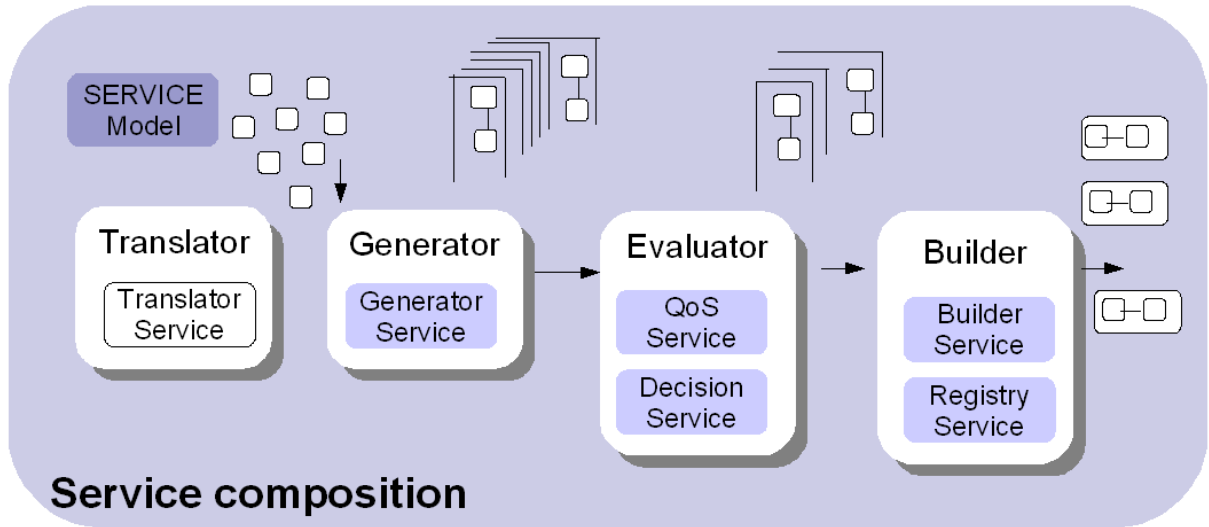 SERVICE
Model
Translator
Translator
Service
Generator
Generator
Service
Evaluator
QoS
Service
Decision
Service
Builder
Builder
Service
Registry
Service
Service composition